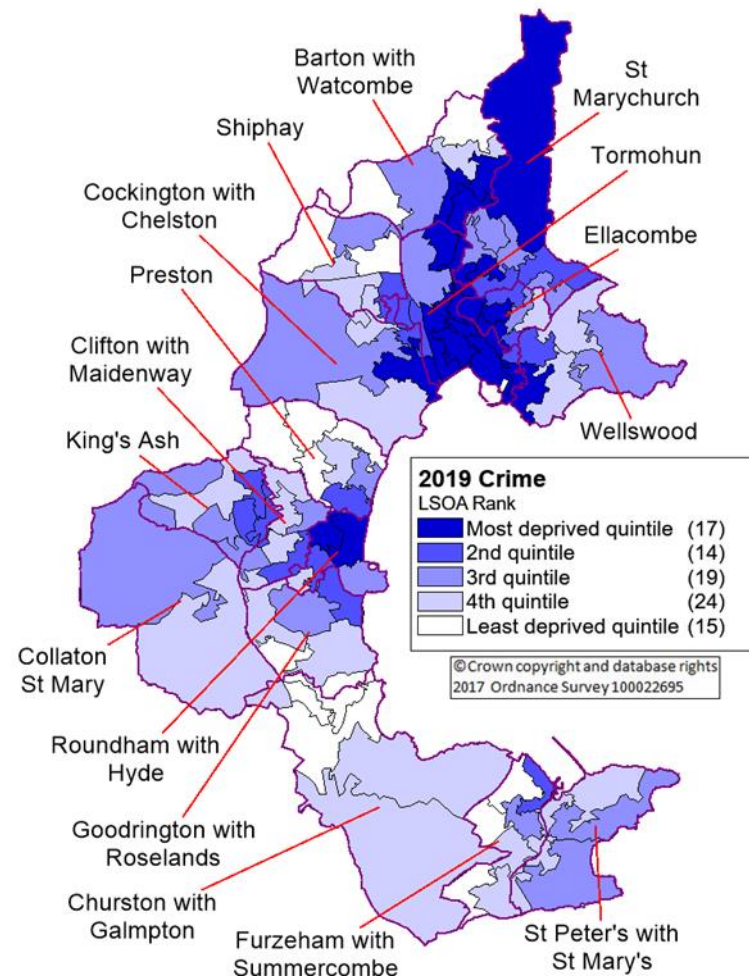 Barton with
Watcombe
St
Marychurch
Shiphay
Tormohun
Cockington with
Chelston
Ellacombe
Preston
Clifton with
Maidenway
King's Ash
Wellswood
2019 Crime
LSOA Rank
Most deprived quintile (17)
2nd quintile (14)
3rd quintile (19)
4th quintile (24)
Least deprived quintile (15)
©Crown copyright and database rights
2017 Ordnance Survey 100022695
Collaton
St Mary
Roundham with
Hyde
Goodrington with
Roselands
Churston with
Galmpton
Furzeham with
Summercombe
St Peter's with
St Mary's